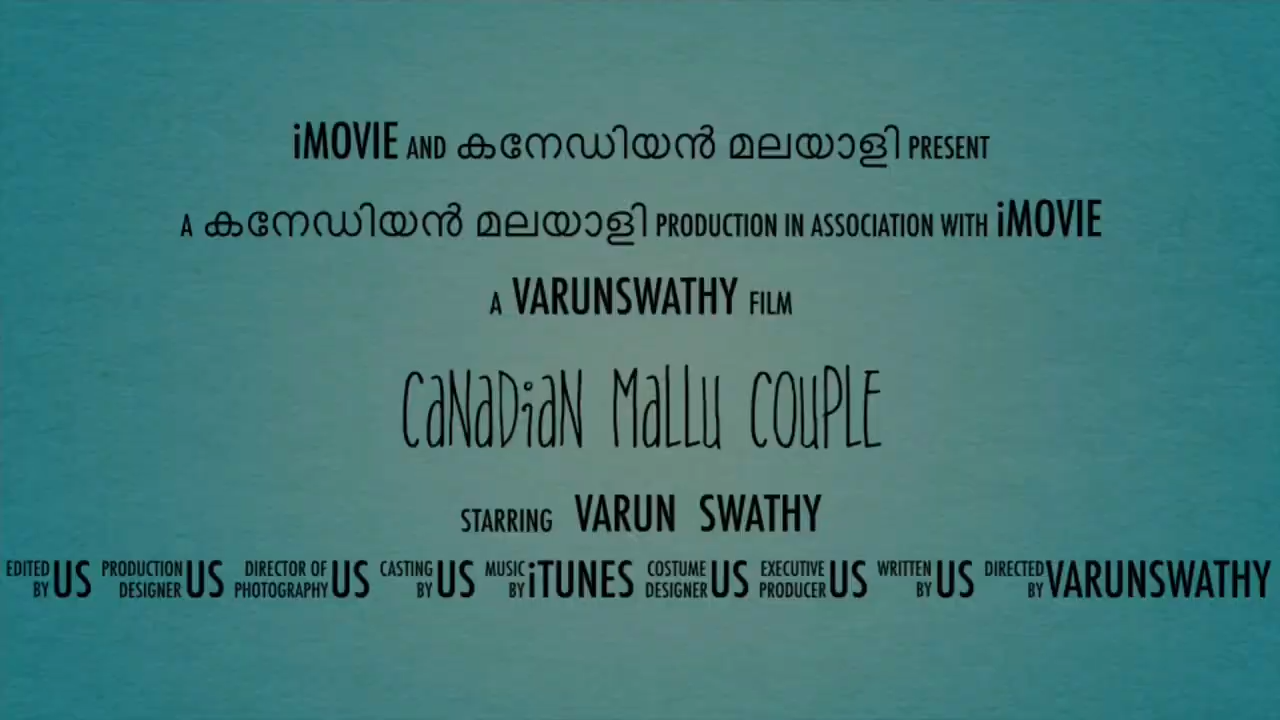 iMOVIE AND കനേഡിയൻ മലയാളി PRESENT
A കനേഡിയൻ മലയാളി PRODUCTION IN ASSOCIATION WITH iMOVIE
A VARUNSWATHY FILM
CaNaDiaN MaLLu COuPLE
STARRING VARUN SWATHY
EDITED BY US PRODUCTION DESIGNER US DIRECTOR OF PHOTOGRAPHY US CASTING BY US MUSIC BY iTUNES COSTUME DESIGNER US EXECUTIVE PRODUCER US WRITTEN BY US DIRECTED BY VARUNSWATHY